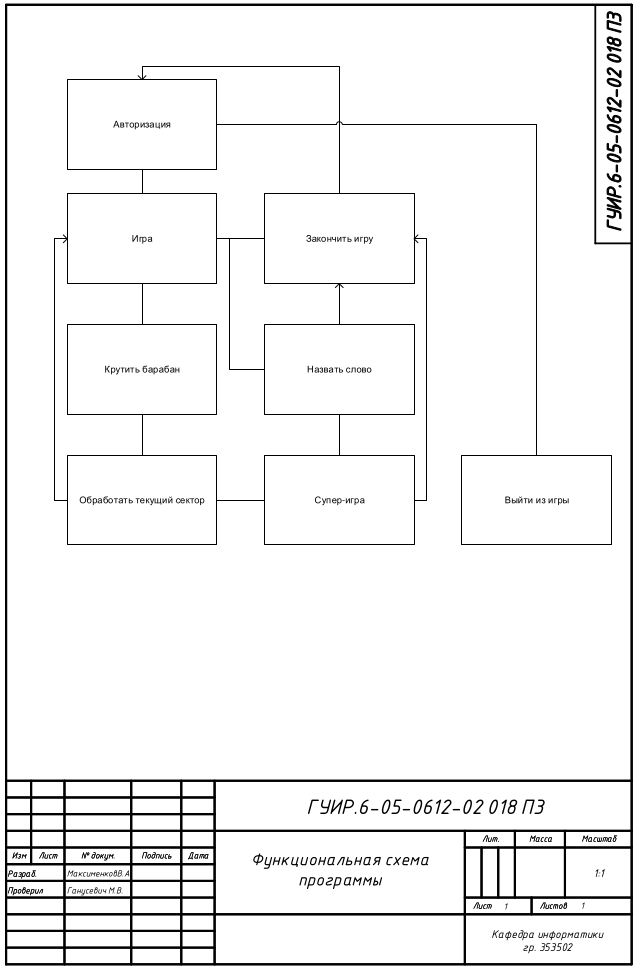 ГУИР.6-05-0612-02 018 ПЗ
Авторизация
Игра
Закончить игру
Крутить барабан
Назвать слово
Обработать текущий сектор
Супер-игра
Выйти из игры
ГУИР.6-05-0612-02 018 ПЗ
Изм Лист № докум. Подпись Дата
Разраб. МаксименковВ.А
Проверил Ганусевич М.В.
Функциональная схема
программы
Лит. Масса Масштаб
1:1
Лист 1 Листов 1
Кафедра информатики
гр. 353502